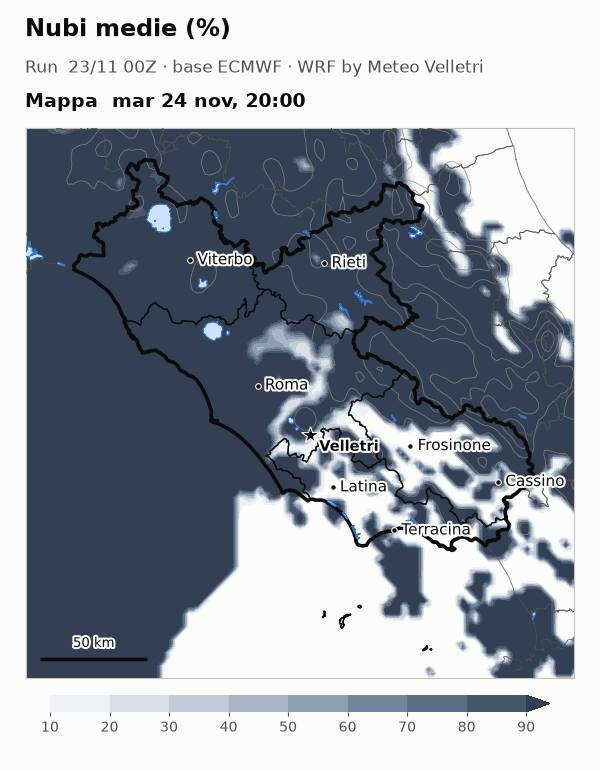 Nubi medie (%)
Run  23/11 00Z · base ECMWF · WRF by Meteo Velletri
Mappa  mar 24 nov, 20:00
Viterbo
Rieti
Roma
Velletri
Frosinone
Cassino
Latina
Terracina
50 km
10 20 30 40 50 60 70 80 90